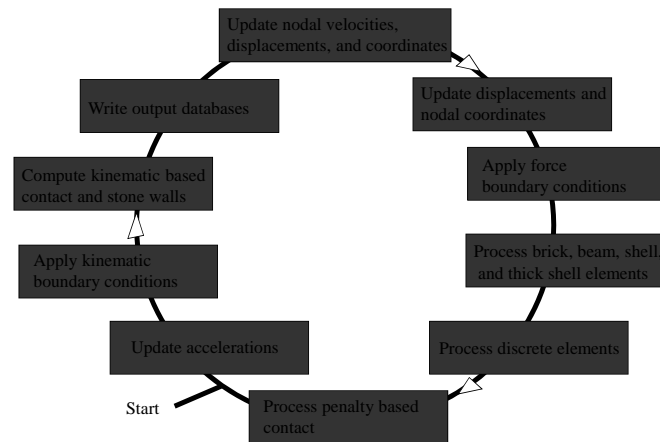 Update nodal velocities,
displacements, and coordinates
Update displacements and
nodal coordinates
Apply force
boundary conditions
Process brick, beam, shell,
and thick shell elements
Process discrete elements
Process penalty based
contact
Start
Update accelerations
Apply kinematic
boundary conditions
Compute kinematic based
contact and stone walls
Write output databases